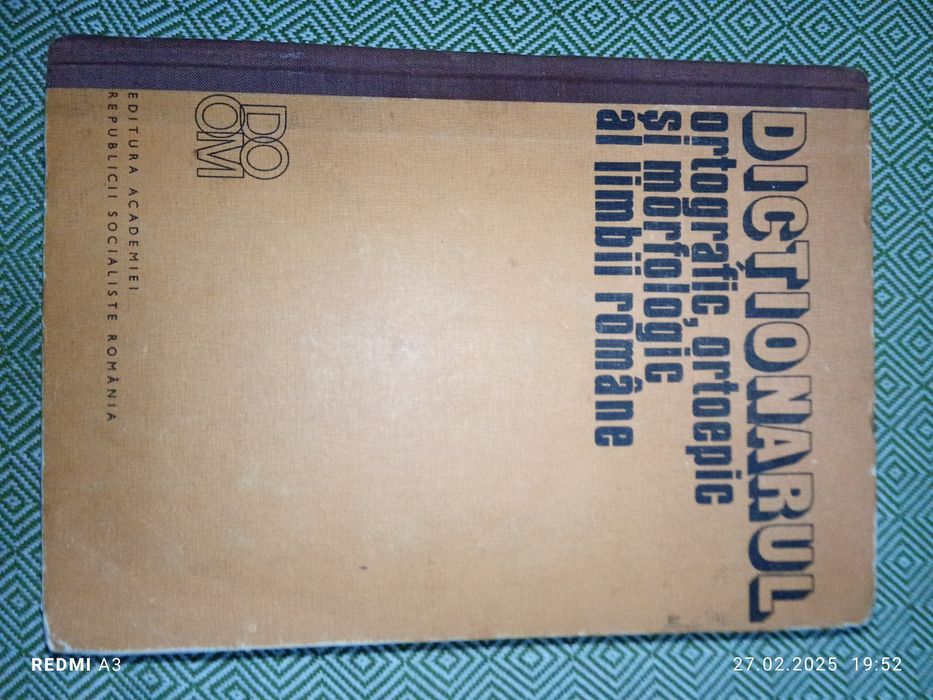 DICȚIONARUL
ortografic, ortoepic
și morfologic
al limbii române
DO
OM
EDITURA ACADEMIEI
REPUBLICII SOCIALISTE ROMÂNIA
REDMI A3
27.02.2025 19:52